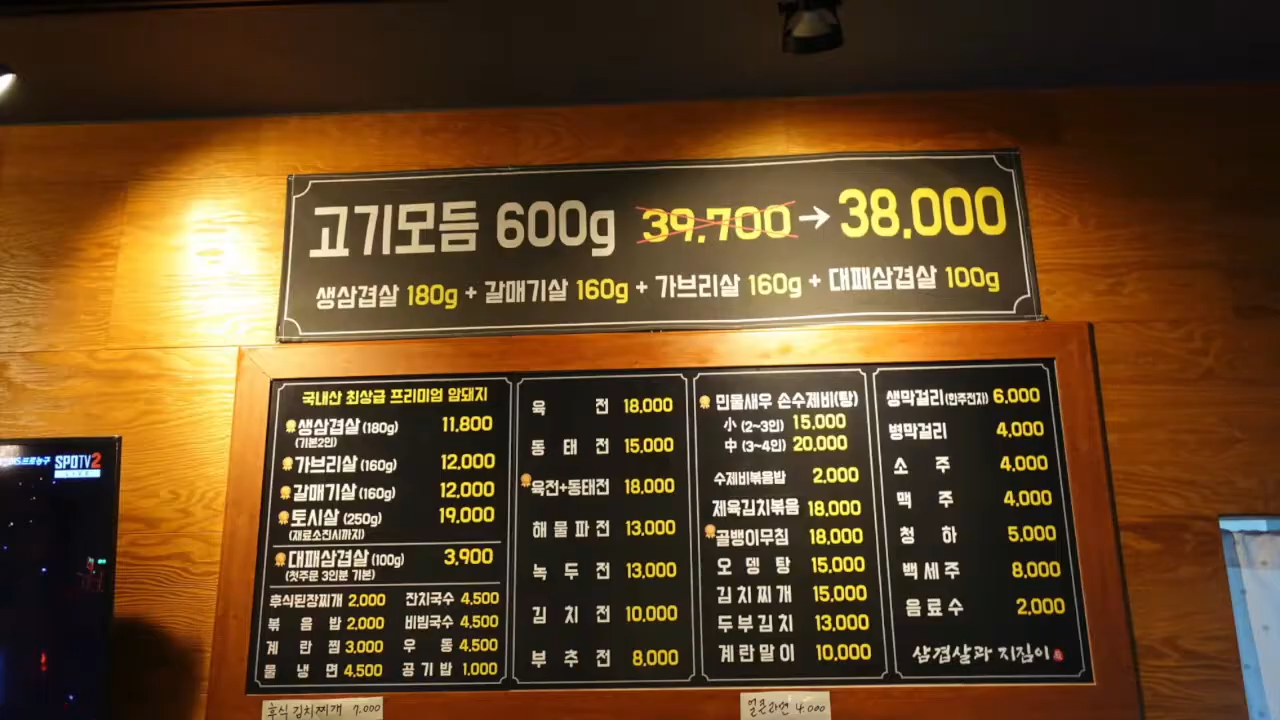 고기모듬 600g 39,700 → 38,000
생삼겹살 180g + 갈매기살 160g + 가브리살 160g + 대패삼겹살 100g
국내산 최상급 프리미엄 암돼지
생삼겹살 (180g) 11,800
(기본2인)
가브리살 (160g) 12,000
갈매기살 (160g) 12,000
토시살 (250g) 19,000
(재료소진시까지)
대패삼겹살 (100g) 3,900
(첫주문 3인분 기본)
후식된장찌개 2,000 잔치국수 4,500
볶음밥 2,000 비빔국수 4,500
계란찜 3,000 우동 4,500
물냉면 4,500 공기밥 1,000
육전 18,000
동태전 15,000
육전+동태전 18,000
해물파전 13,000
녹두전 13,000
김치전 10,000
부추전 8,000
민물새우 손수제비(탕)
小 (2~3인) 15,000
中 (3~4인) 20,000
수제비볶음밥 2,000
제육김치볶음 18,000
골뱅이무침 18,000
오뎅탕 15,000
김치찌개 15,000
두부김치 13,000
계란말이 10,000
생막걸리(한주전자) 6,000
병막걸리 4,000
소주 4,000
맥주 4,000
청하 5,000
백세주 8,000
음료수 2,000
삼겹살과 지짐이
후식 김치찌개 7,000
얼큰라면 4,000
프로농구 SPOTV2
LIVE